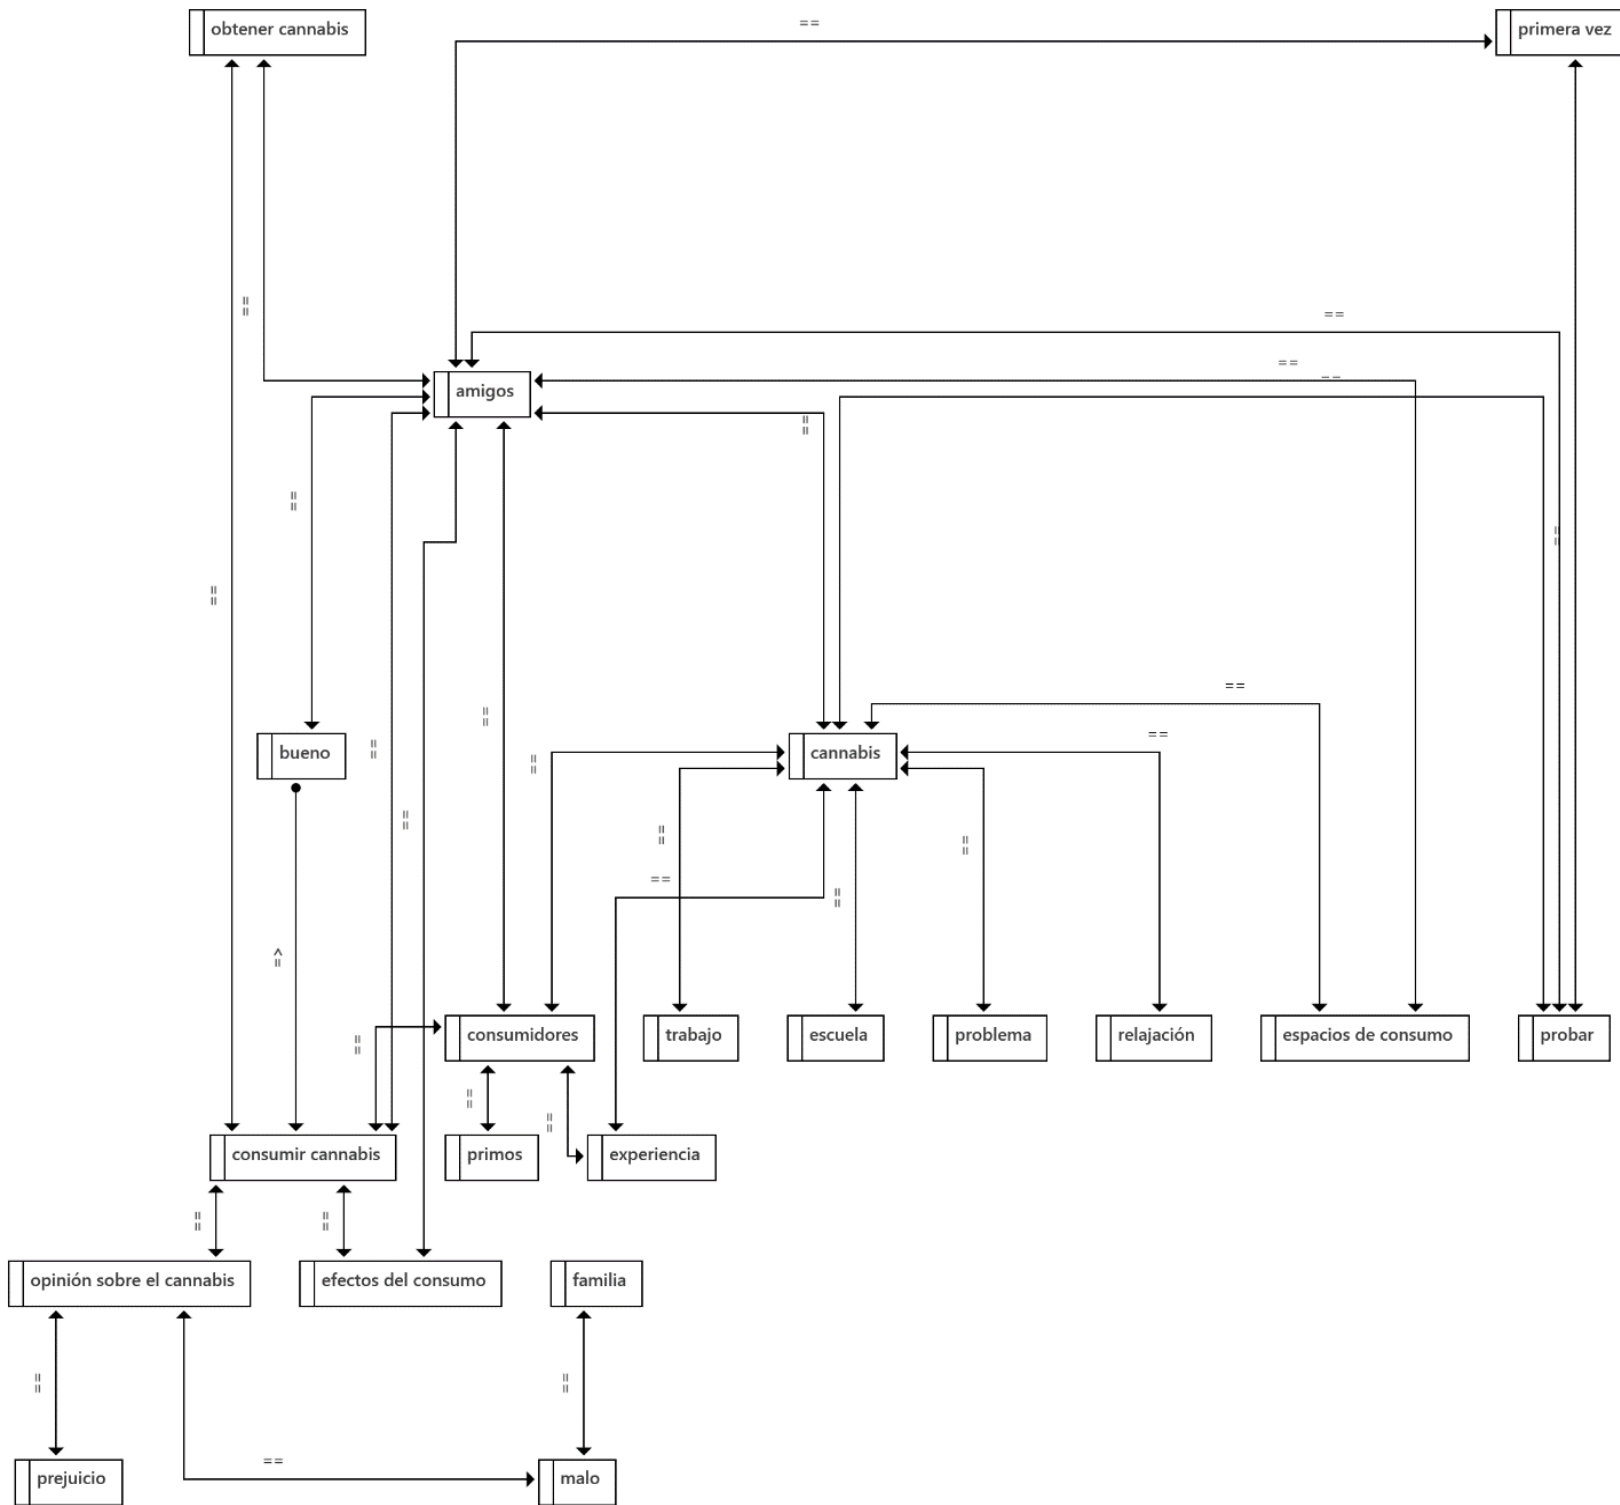 obtener cannabis
==
primera vez
==
==
==
amigos
==
==
==
==
==
==
==
bueno
==
==
==
cannabis
==
==
==
==
==
==
=>
consumidores
trabajo
escuela
problema
relajación
espacios de consumo
probar
==
==
==
consumir cannabis
primos
experiencia
==
==
opinión sobre el cannabis
efectos del consumo
familia
==
==
==
prejuicio
malo